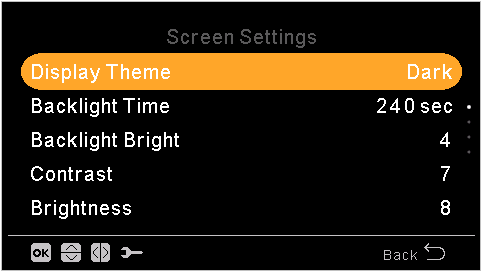 Screen Settings
Display Theme Dark
Backlight Time 240 sec
Backlight Bright 4
Contrast 7
Brightness 8
OK Back